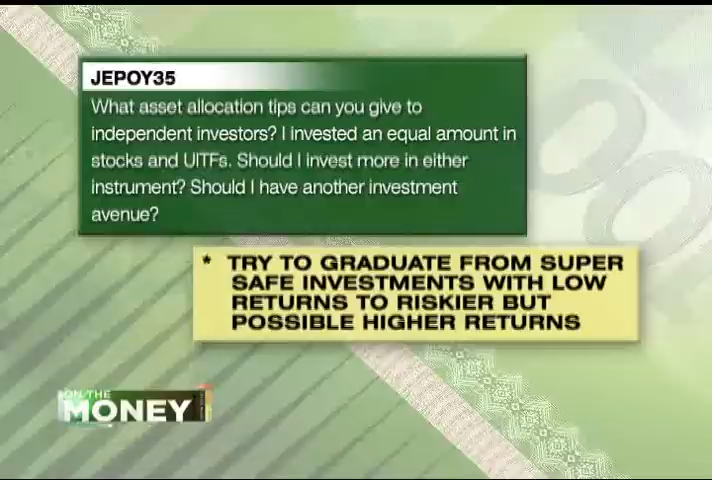 JEPOY35
What asset allocation tips can you give to
independent investors? I invested an equal amount in
stocks and UITFs. Should I invest more in either
instrument? Should I have another investment
avenue?
* TRY TO GRADUATE FROM SUPER
SAFE INVESTMENTS WITH LOW
RETURNS TO RISKIER BUT
POSSIBLE HIGHER RETURNS
ON THE
MONEY